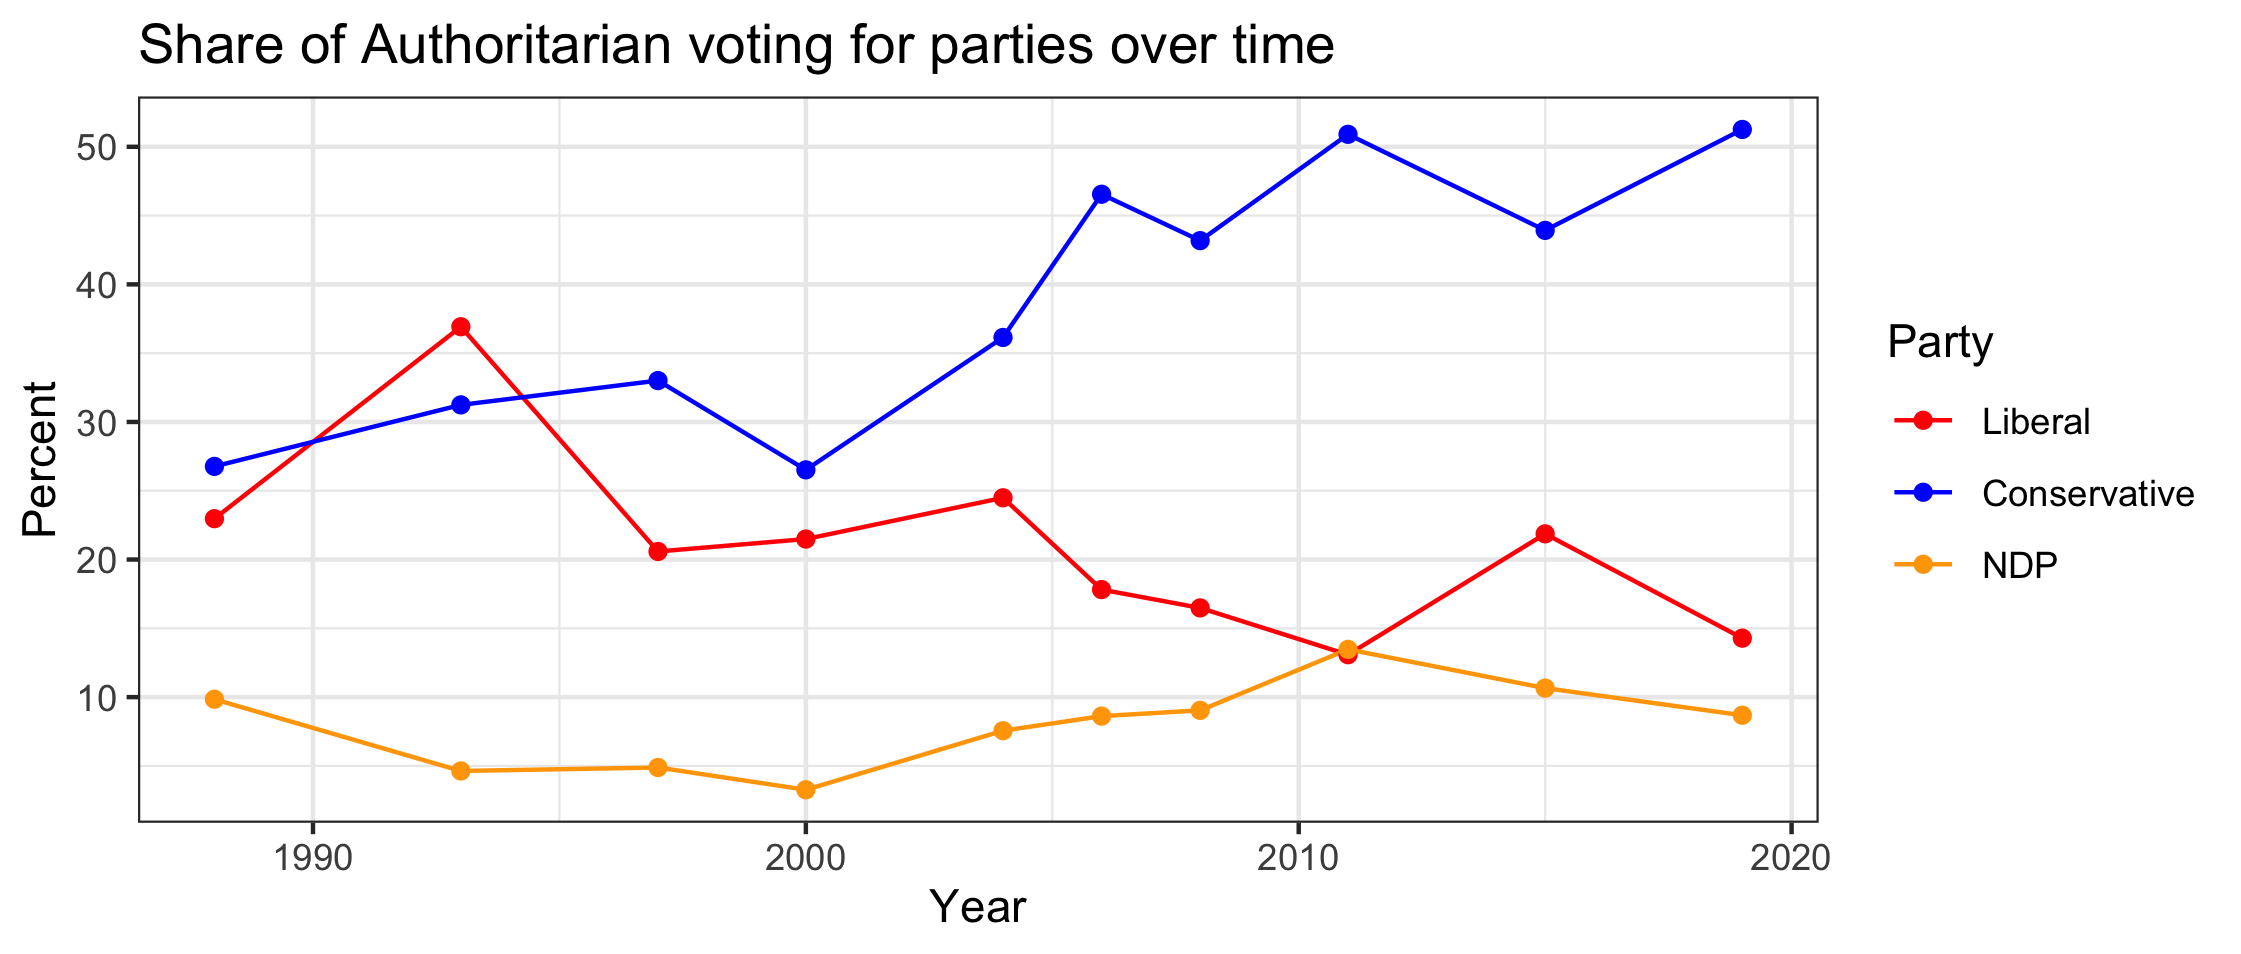 Share of Authoritarian voting for parties over time
50
40
30
20
10
Percent
1990 2000 2010 2020
Year
Party
Liberal
Conservative
NDP